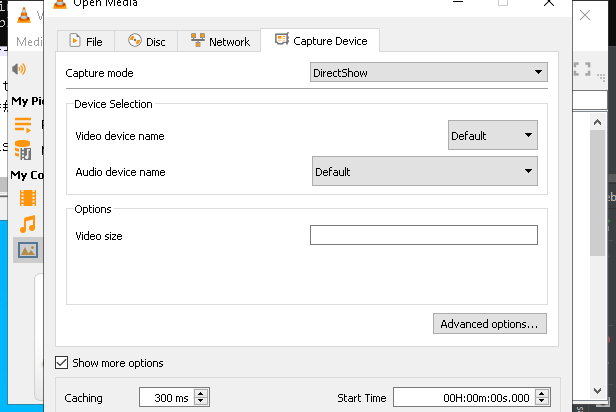 Open Media
V
Medi
File
Disc
Network
Capture Device
Capture mode
DirectShow
My Pi
Device Selection
Video device name
Default
Audio device name
Default
My Co
Options
Video size
Advanced options...
Show more options
Caching
300 ms
Start Time
00H:00m:00s.000